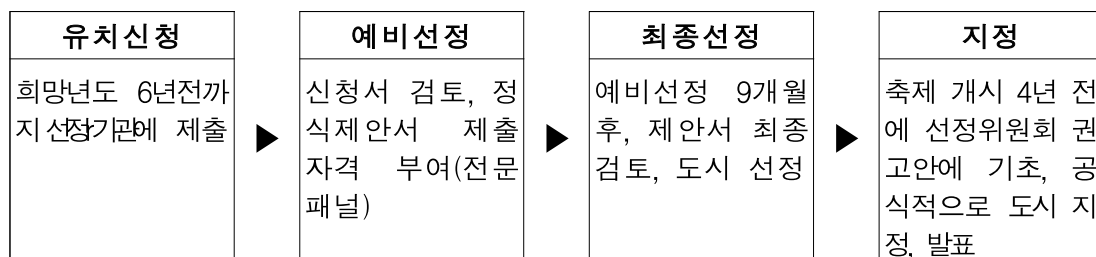 유치신청
희망년도 6년전까
지 선정기관에 제출
예비선정
신청서 검토, 정
식제안서 제출
자격 부여(전문
패널)
최종선정
예비선정 9개월
후, 제안서 최종
검토, 도시 선정
지정
축제 개시 4년 전
에 선정위원회 권
고안에 기초, 공
식적으로 도시 지
정, 발표